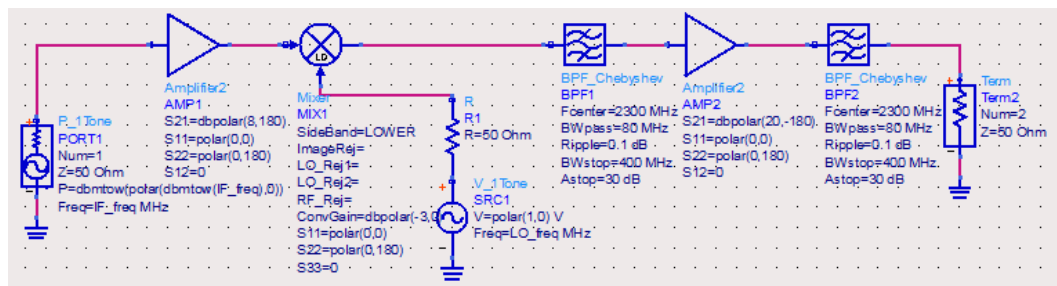 P_1Tone
PORT1
Num=1
Z=50 Ohm
P=dbmtow(polar(dbmtow(IF_freq),0))
Freq=IF_freq MHz
Amplifier2
AMP1
S21=dbpolar(8,180).
S11=polar(0,0)
S22=polar(0,180)
S12=0
LO
Mixer
MIX1
SideBand=LOWER
ImageRej=
LO_Rej1=
LO_Rej2=
RF_Rej=
ConvGain=dbpolar(-3,0
S11=polar(0,0)
S22=polar(0,180)
S33=0
R
R1
R=50 Ohm
V_1Tone
SRC1
V=polar(1,0) V
Freq=LO_freq MHz
BPF_Chebyshev
BPF1
Fcenter=2300 MHz
BWpass=80 MHz
Ripple=0.1 dB
BWstop=400 MHz.
Astop=30 dB
Amplifier2
AMP2
S21=dbpolar(20,-180).
S11=polar(0,0)
S22=polar(0,180)
S12=0
BPF_Chebyshev
BPF2
Fcenter=2300 MHz
BWpass=80 MHz
Ripple=0.1 dB
BWstop=400 MHz.
Astop=30 dB
Term
Term2
Num=2
Z=50 Ohm